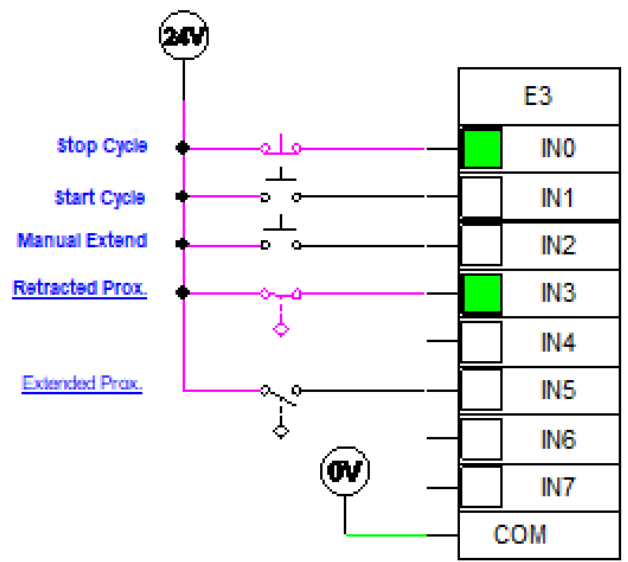 24V
E3
Stop Cycle
IN0
Start Cycle
IN1
Manual Extend
IN2
Retracted Prox.
IN3
IN4
Extended Prox.
IN5
IN6
0V
IN7
COM